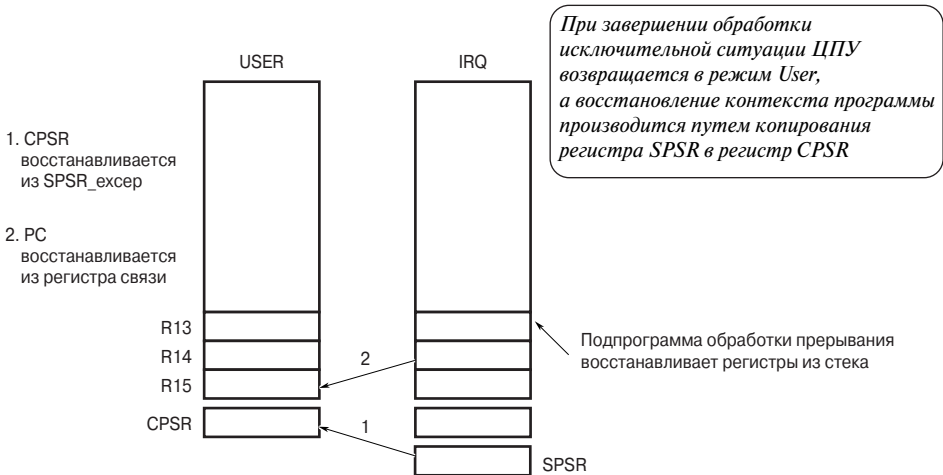 При завершении обработки
исключительной ситуации ЦПУ
возвращается в режим User,
а восстановление контекста программы
производится путем копирования
регистра SPSR в регистр CPSR
USER
IRQ
1. CPSR
восстанавливается
из SPSR_excep
2. PC
восстанавливается
из регистра связи
R13
R14
R15
CPSR
2
1
Подпрограмма обработки прерывания
восстанавливает регистры из стека
SPSR